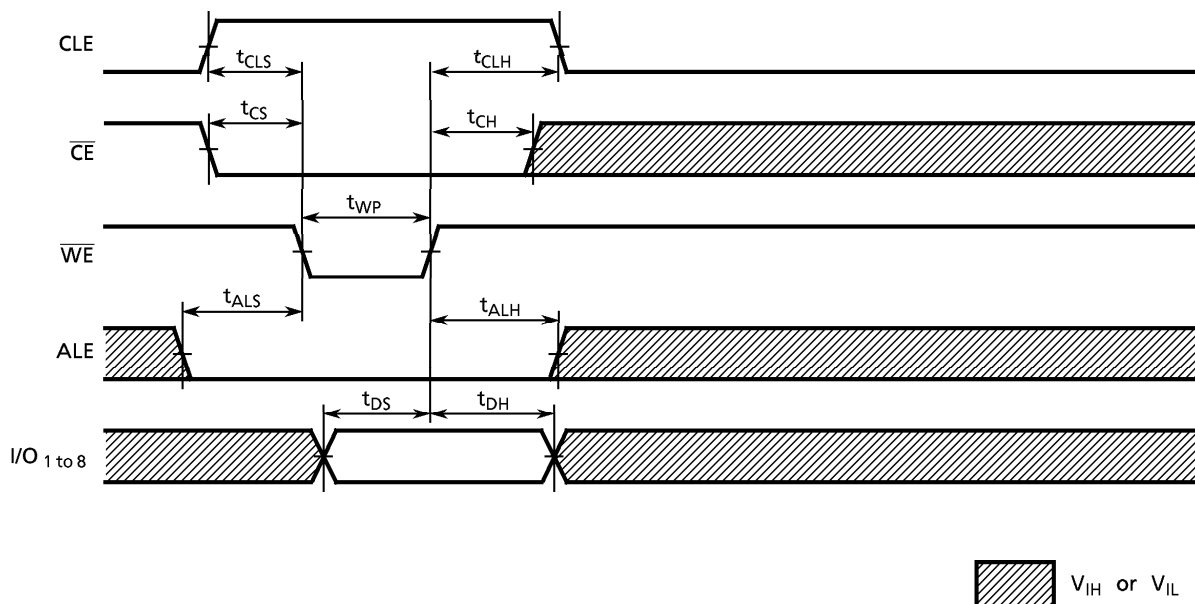 CLE
tCLS
tCLH
CE
tCS
tCH
WE
tWP
tALS
tALH
ALE
tDS
tDH
I/O 1 to 8
VIH or VIL